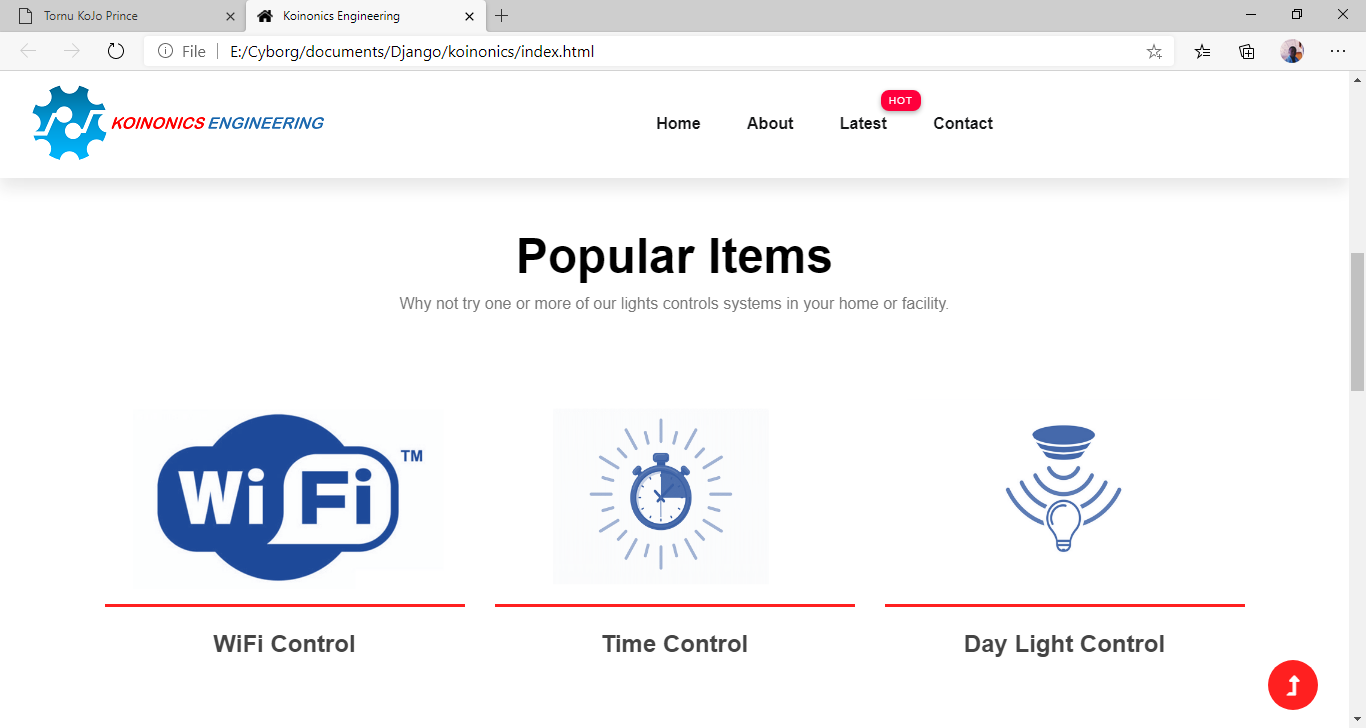 Tornu KoJo Prince
Koinonics Engineering
File
E:/Cyborg/documents/Django/koinonics/index.html
KOINONICS ENGINEERING
Home
About
Latest
HOT
Contact
Popular Items
Why not try one or more of our lights controls systems in your home or facility.
WiFi TM
WiFi Control
Time Control
Day Light Control